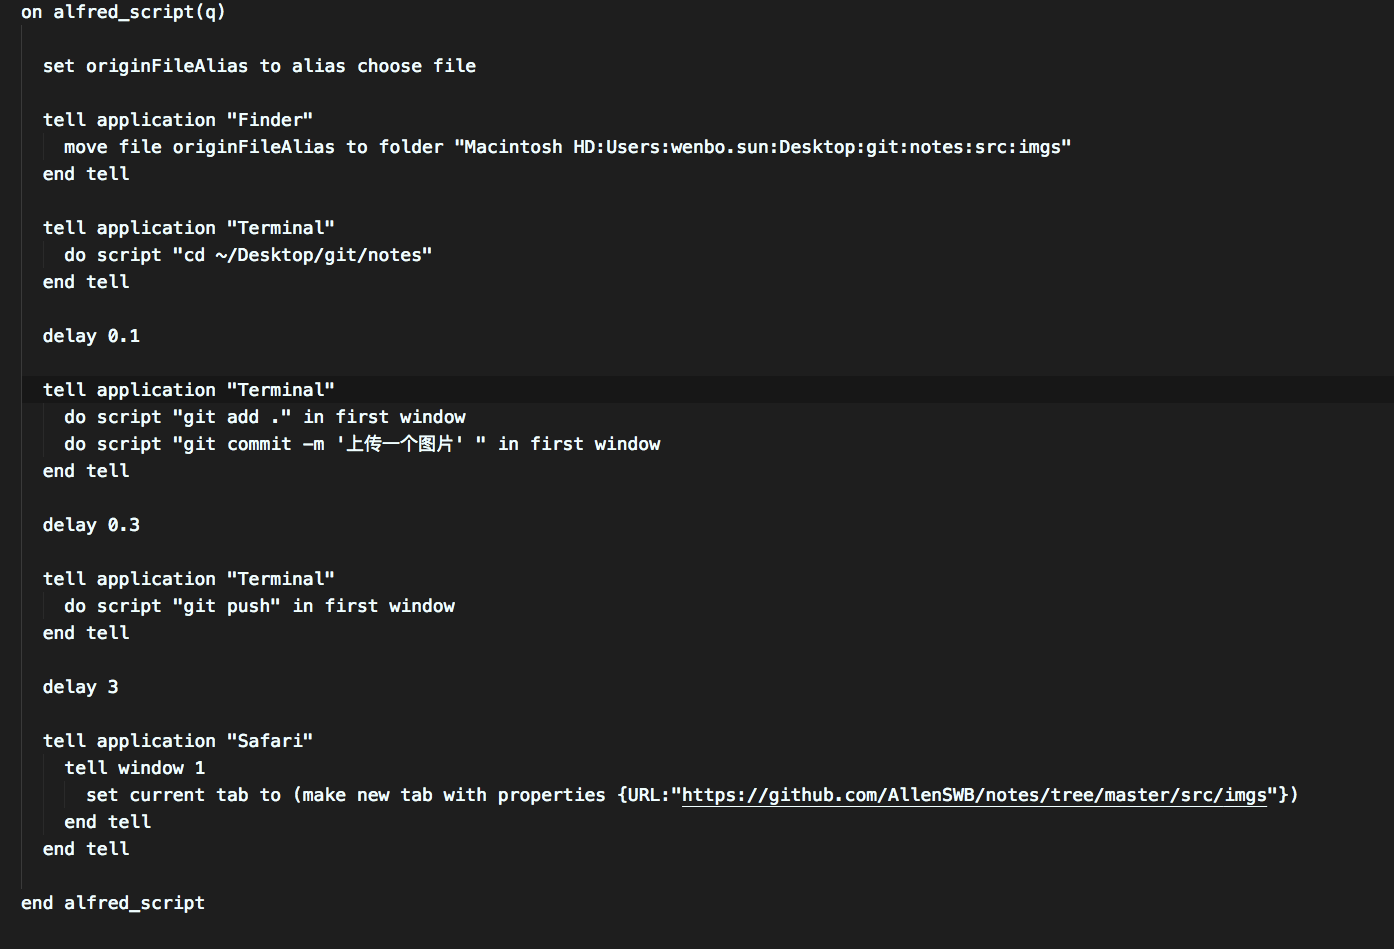 on alfred_script(q)
set originFileAlias to alias choose file
tell application "Finder"
move file originFileAlias to folder "Macintosh HD:Users:wenbo.sun:Desktop:git:notes:src:imgs"
end tell
tell application "Terminal"
do script "cd ~/Desktop/git/notes"
end tell
delay 0.1
tell application "Terminal"
do script "git add ." in first window
do script "git commit -m '上传一个图片' " in first window
end tell
delay 0.3
tell application "Terminal"
do script "git push" in first window
end tell
delay 3
tell application "Safari"
tell window 1
set current tab to (make new tab with properties {URL:"https://github.com/AllenSWB/notes/tree/master/src/imgs"})
end tell
end tell
end alfred_script